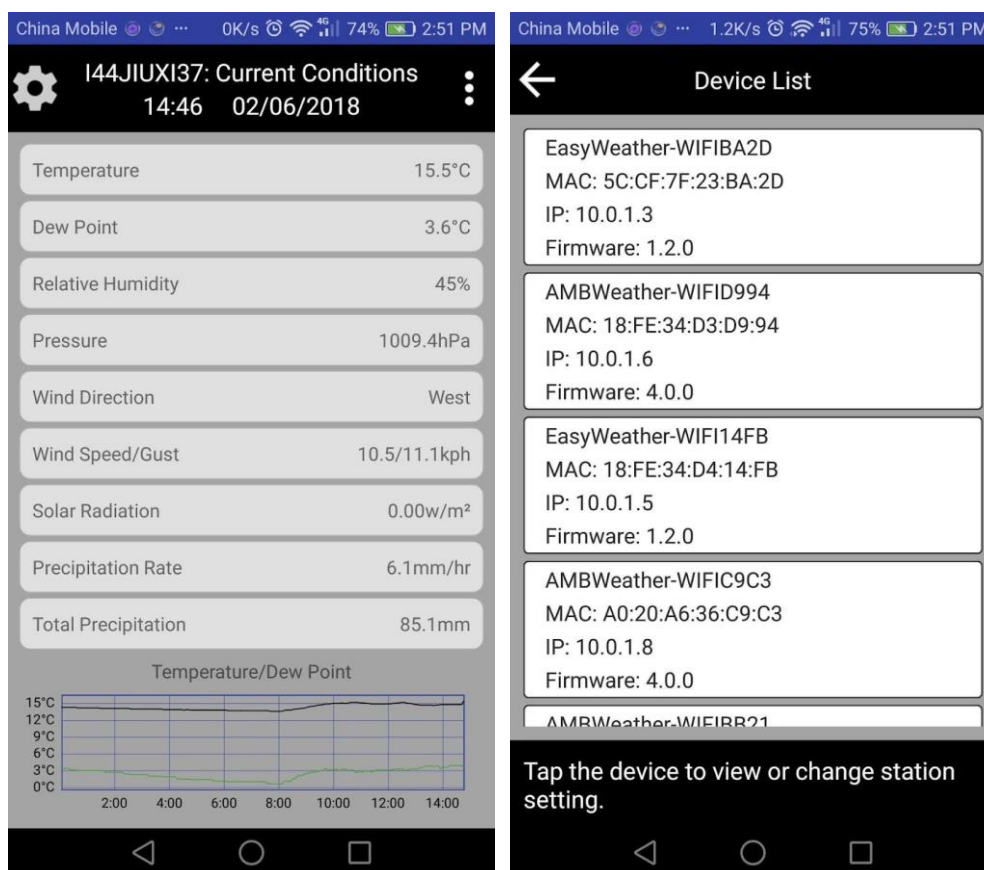 China Mobile ... 0K/s 4G 74% 2:51 PM
I44JIUXI37: Current Conditions
14:46 02/06/2018
Temperature 15.5°C
Dew Point 3.6°C
Relative Humidity 45%
Pressure 1009.4hPa
Wind Direction West
Wind Speed/Gust 10.5/11.1kph
Solar Radiation 0.00w/m²
Precipitation Rate 6.1mm/hr
Total Precipitation 85.1mm
Temperature/Dew Point
15°C
12°C
9°C
6°C
3°C
0°C
2:00 4:00 6:00 8:00 10:00 12:00 14:00
China Mobile ... 1.2K/s 4G 75% 2:51 PM
Device List
EasyWeather-WIFIBA2D
MAC: 5C:CF:7F:23:BA:2D
IP: 10.0.1.3
Firmware: 1.2.0
AMBWeather-WIFID994
MAC: 18:FE:34:D3:D9:94
IP: 10.0.1.6
Firmware: 4.0.0
EasyWeather-WIFI14FB
MAC: 18:FE:34:D4:14:FB
IP: 10.0.1.5
Firmware: 1.2.0
AMBWeather-WIFIC9C3
MAC: A0:20:A6:36:C9:C3
IP: 10.0.1.8
Firmware: 4.0.0
AMBWeather-WIFIBB21
Tap the device to view or change station
setting.